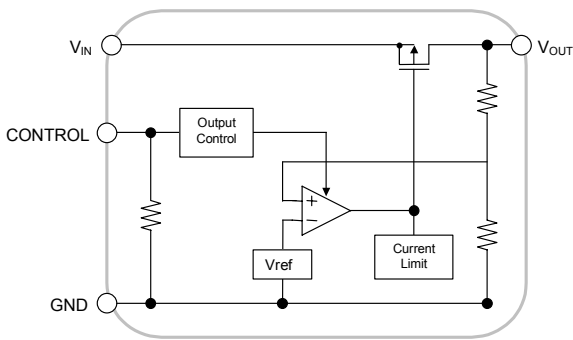 VIN
VOUT
CONTROL
Output
Control
+
−
Vref
Current
Limit
GND